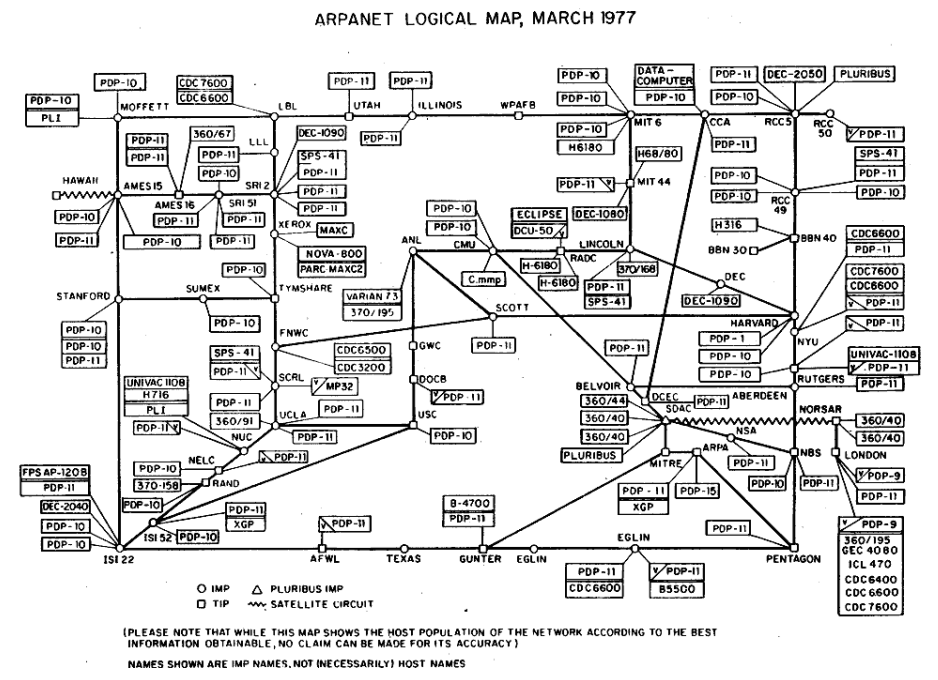 ARPANET LOGICAL MAP, MARCH 1977
PDP-10
CDC 7600
CDC 6600
PDP-11
PDP-11
PDP-10
PDP-10
DATA-
COMPUTER
PDP-10
PDP-11
PDP-10
DEC-2050
PLURIBUS
PDP-10
PLI
MOFFETT
LBL
UTAH
ILLINOIS
WPAFB
MIT 6
CCA
RCC5
RCC
50
PDP-11
PDP-10
H6180
PDP-11
PDP-11
PDP-11
PDP-11
360/67
PDP-11
LLL
DEC-1090
SPS-41
PDP-11
PDP-11
PDP-11
PDP-10
H68/80
PDP-11
MIT 44
DEC-1080
PDP-10
PDP-10
SPS-41
PDP-11
PDP-10
RCC
49
HAWAII
AMES15
AMES16
SRI 51
SRI 2
PDP-10
PDP-11
PDP-10
PDP-11
PDP-11
PDP-11
XEROX
MAXC
NOVA-800
PARC MAXC2
PDP-10
PDP-10
ANL
CMU
C.mmp
ECLIPSE
DCU-50
RADC
H-6180
H-6180
LINCOLN
370/168
PDP-11
SPS-41
H316
BBN 30
BBN 40
DEC
DEC-1090
CDC6600
PDP-11
CDC7600
CDC6600
PDP-11
PDP-11
STANFORD
SUMEX
PDP-10
TYMSHARE
PDP-10
PDP-10
PDP-10
PDP-11
VARIAN 73
370/195
SCOTT
PDP-11
HARVARD
NYU
PDP-1
PDP-10
PDP-10
UNIVAC-1108
PDP-11
PDP-11
RUTGERS
FNWC
CDC6500
CDC3200
GWC
SPS-41
PDP-11
SCRL
MP32
PDP-11
360/91
UCLA
PDP-11
PDP-11
DOCB
PDP-11
USC
PDP-10
PDP-11
BELVOIR
ABERDEEN
360/44
360/40
360/40
PLURIBUS
DCEC
PDP-11
SDAC
NORSAR
360/40
360/40
UNIVAC 1108
H716
PLI
PDP-11
NUC
NELC
PDP-11
PDP-10
370-158
RAND
PDP-10
PDP-11
XGP
PDP-10
ISI 52
NSA
PDP-11
MITRE
ARPA
PDP-11
XGP
PDP-15
NBS
PDP-10
PDP-11
LONDON
PDP-9
PDP-11
FPS AP-120B
PDP-11
DEC-2040
PDP-10
PDP-10
ISI 22
PDP-11
AFWL
TEXAS
B-4700
PDP-11
GUNTER
EGLIN
EGLIN
PDP-11
CDC6600
PDP-11
B5500
PDP-11
PENTAGON
PDP-9
360/195
GEC 4080
ICL 470
CDC6400
CDC6600
CDC7600
IMP
PLURIBUS IMP
TIP
SATELLITE CIRCUIT
(PLEASE NOTE THAT WHILE THIS MAP SHOWS THE HOST POPULATION OF THE NETWORK ACCORDING TO THE BEST
INFORMATION OBTAINABLE, NO CLAIM CAN BE MADE FOR ITS ACCURACY)
NAMES SHOWN ARE IMP NAMES, NOT (NECESSARILY) HOST NAMES